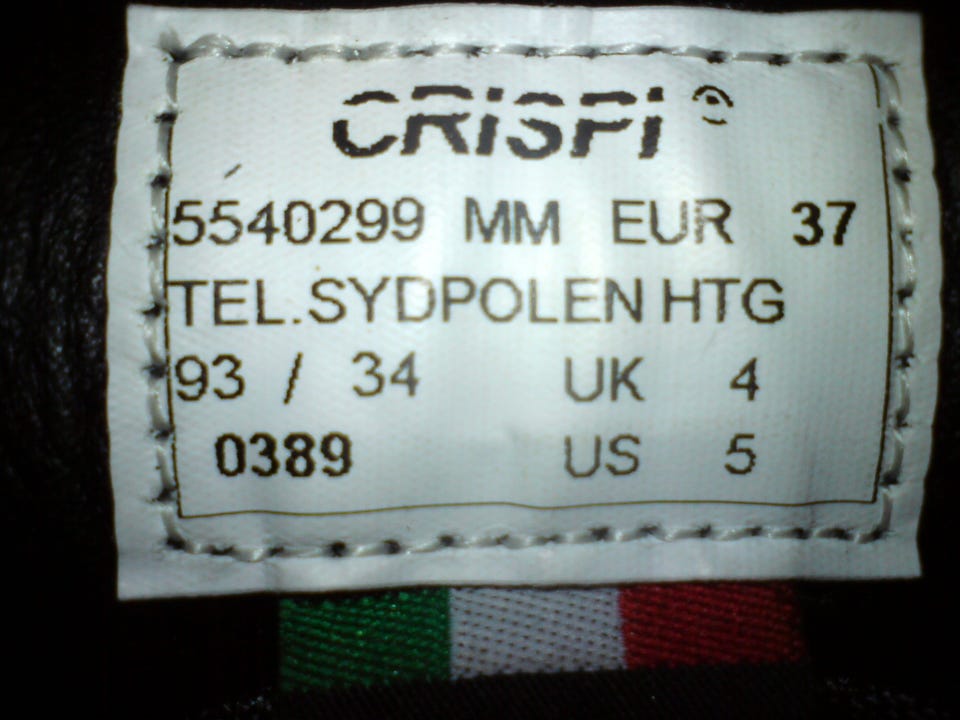 CRiSPi
5540299 MM EUR 37
TEL.SYDPOLEN HTG
93 / 34 UK 4
0389 US 5